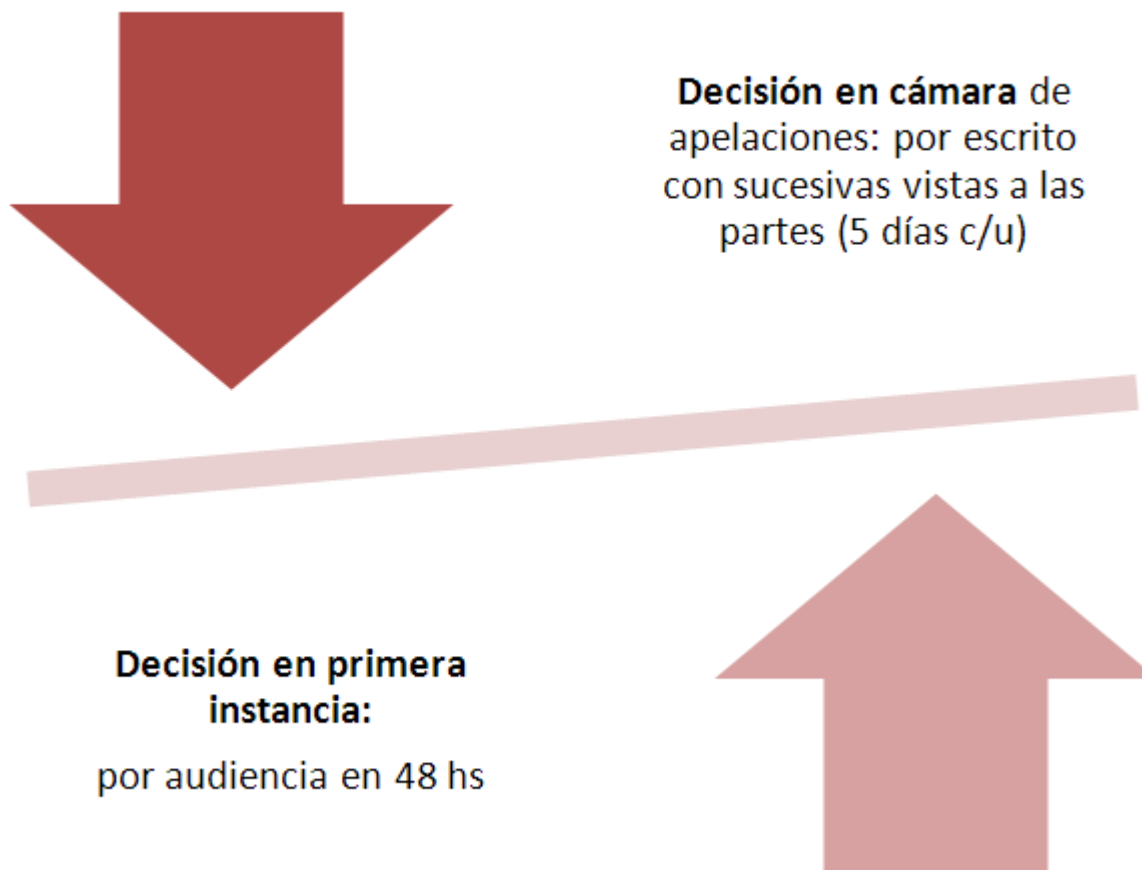 Decisión en cámara de
apelaciones: por escrito
con sucesivas vistas a las
partes (5 días c/u)
Decisión en primera
instancia:
por audiencia en 48 hs